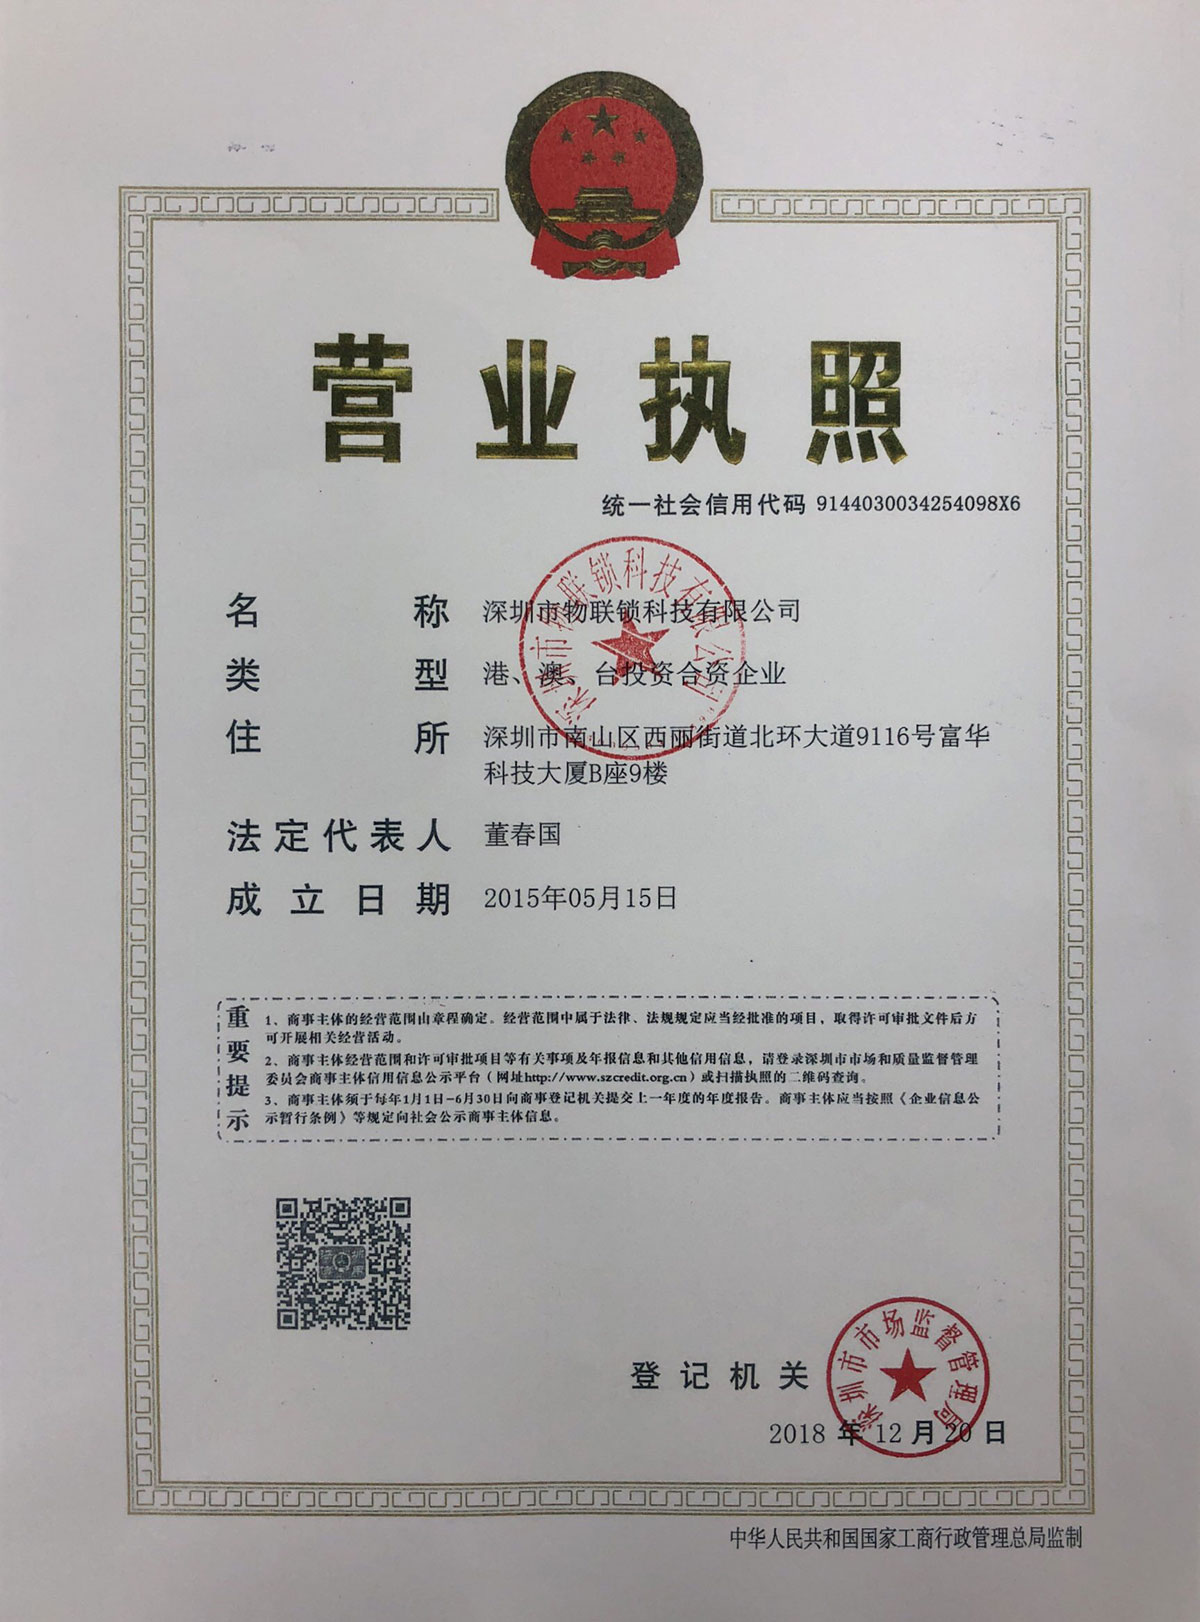 营业执照
统一社会信用代码 9144030034254098X6
名称 深圳市物联锁科技有限公司
类型 港、澳、台投资合资企业
住所 深圳市南山区西丽街道北环大道9116号富华
科技大厦B座9楼
法定代表人 董春国
成立日期 2015年05月15日
深圳市物联锁科技有限公司
重要提示
1、商事主体的经营范围由章程确定。经营范围中属于法律、法规规定应当经批准的项目，取得许可审批文件后方
可开展相关经营活动。
2、商事主体经营范围和许可审批项目等有关事项及年报信息和其他信用信息，请登录深圳市市场和质量监督管理
委员会商事主体信用信息公示平台（网址http://www.szcredit.org.cn）或扫描执照的二维码查询。
3、商事主体须于每年1月1日-6月30日向商事登记机关提交上一年度的年度报告。商事主体应当按照《企业信息公
示暂行条例》等规定向社会公示商事主体信息。
登记机关
深圳市市场监督管理局
2018 年 12 月 20 日
中华人民共和国国家工商行政管理总局监制